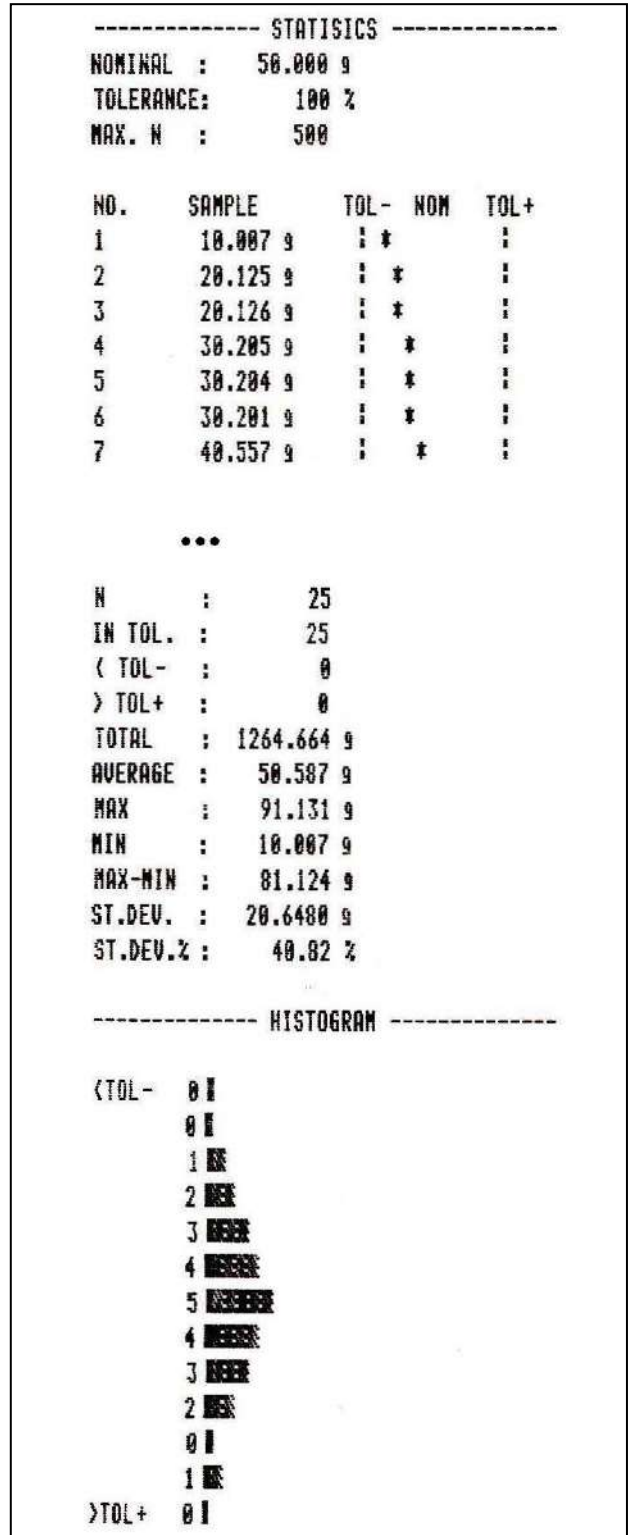 -------------- STATISICS --------------
NOMINAL : 50.000 g
TOLERANCE: 100 %
MAX. N : 500
NO. SAMPLE TOL- NOM TOL+
1 10.007 g ¦ * ¦
2 20.125 g ¦ * ¦
3 20.126 g ¦ * ¦
4 30.205 g ¦ * ¦
5 30.204 g ¦ * ¦
6 30.201 g ¦ * ¦
7 40.557 g ¦ * ¦
...
N : 25
IN TOL. : 25
< TOL- : 0
> TOL+ : 0
TOTAL : 1264.664 g
AVERAGE : 50.587 g
MAX : 91.131 g
MIN : 10.007 g
MAX-MIN : 81.124 g
ST.DEV. : 20.6480 g
ST.DEV.% : 40.82 %
-------------- HISTOGRAM --------------
<TOL- 0
0
1
2
3
4
5
4
3
2
0
1
>TOL+ 0